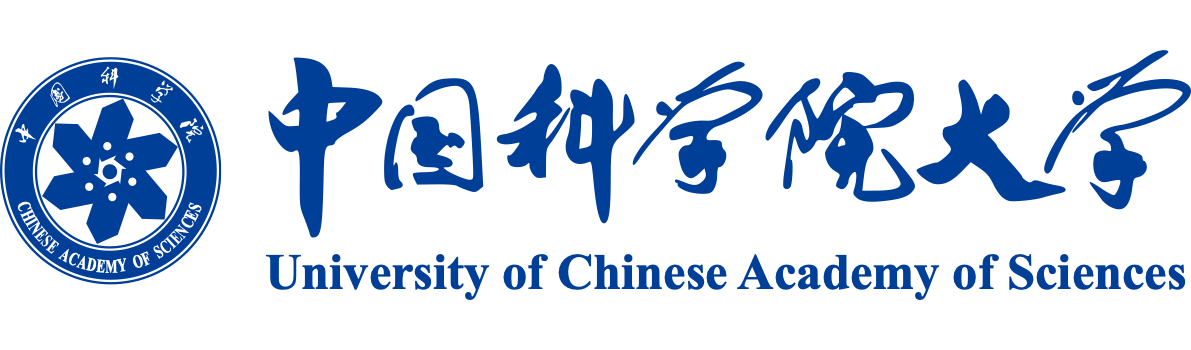 中国科学院
CHINESE ACADEMY OF SCIENCES
中国科学院大学
University of Chinese Academy of Sciences